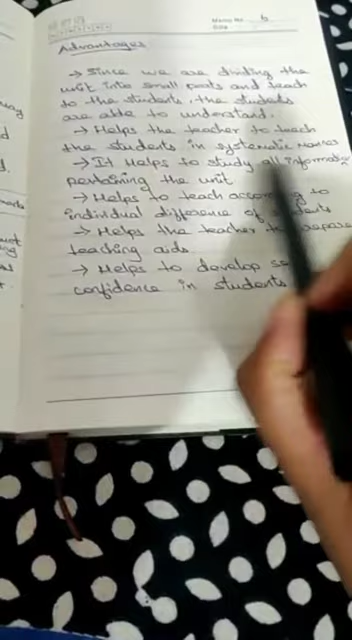 6
Advantages
→ Since we are dividing the
unit into small parts and teach
to the students, the students
are able to understand.
→ Helps the teacher to teach
the students in systematic manner
→ It Helps to study all information
pertaining the unit
→ Helps to teach according to
individual difference of students
→ Helps the teacher to prepare
teaching aids
→ Helps to develop
confidence in students